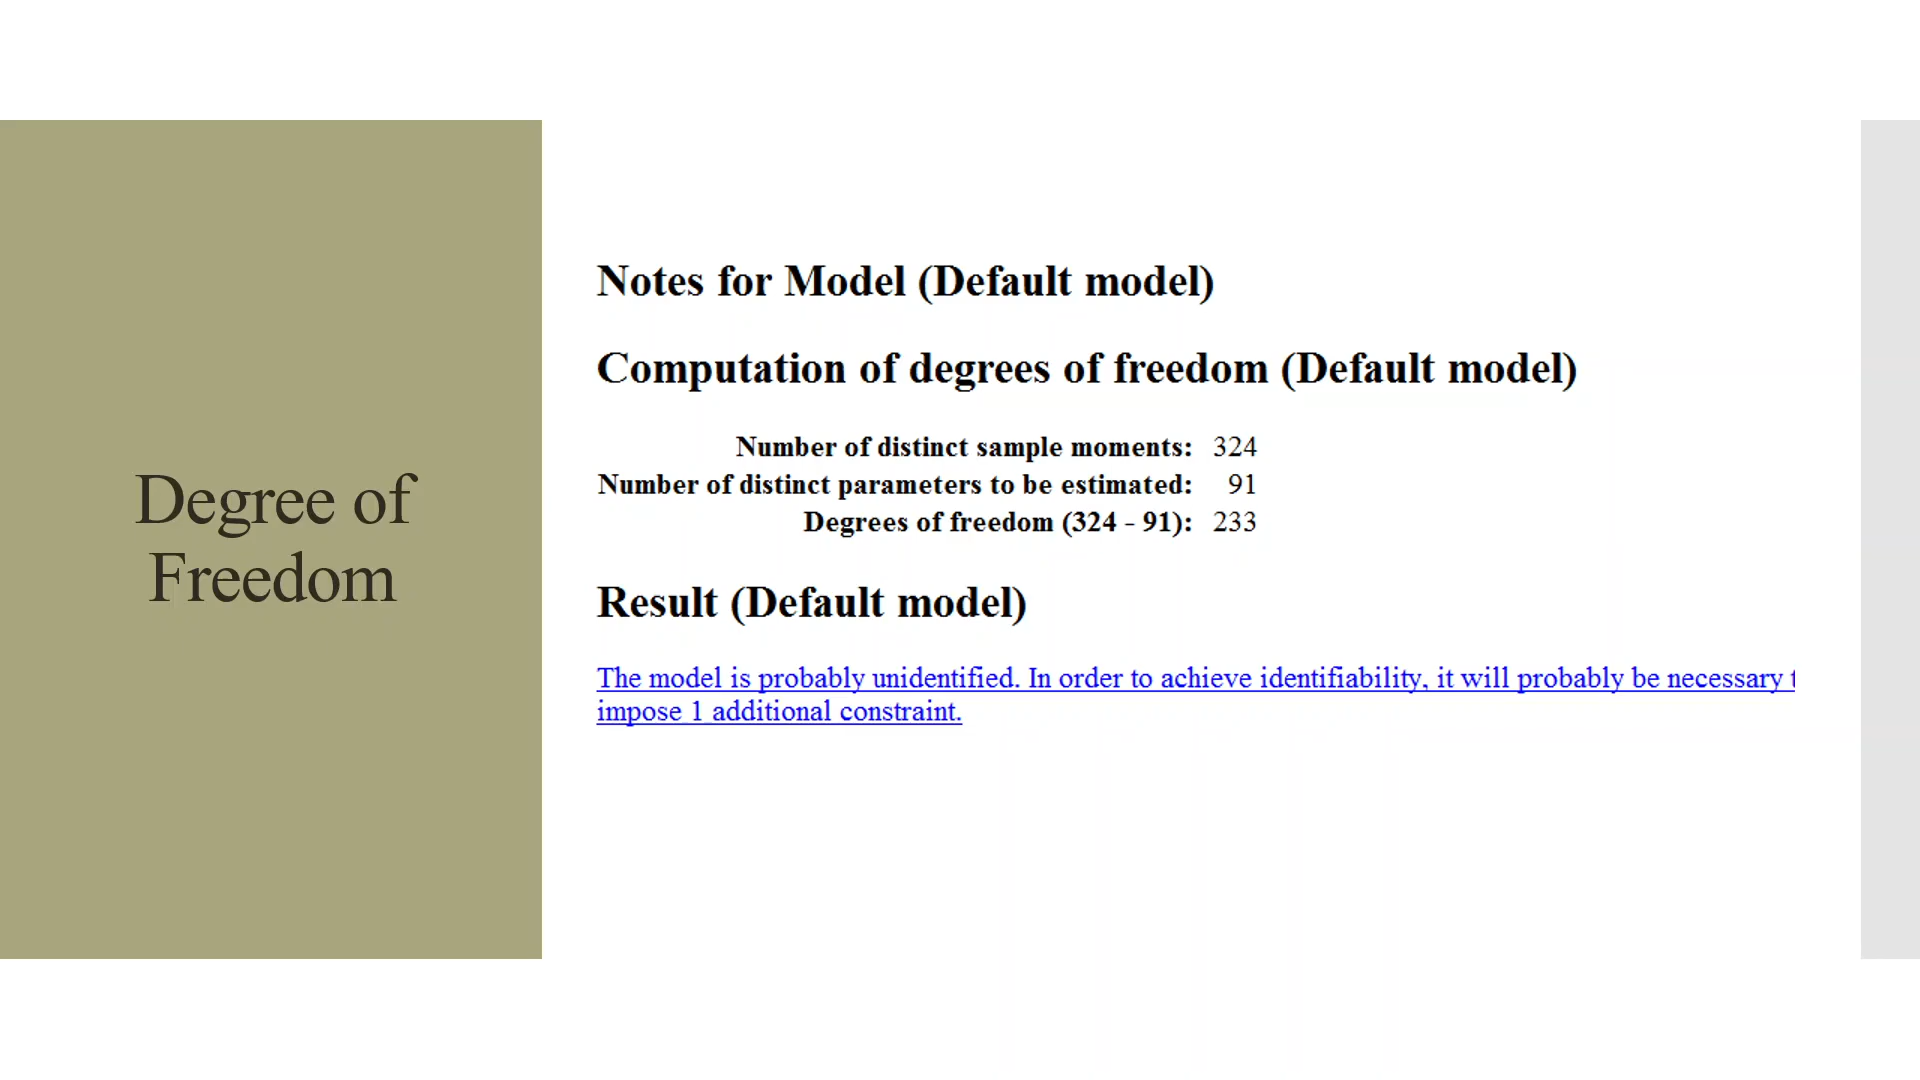 Degree of
Freedom
Notes for Model (Default model)
Computation of degrees of freedom (Default model)
Number of distinct sample moments: 324
Number of distinct parameters to be estimated: 91
Degrees of freedom (324 - 91): 233
Result (Default model)
The model is probably unidentified. In order to achieve identifiability, it will probably be necessary t
impose 1 additional constraint.